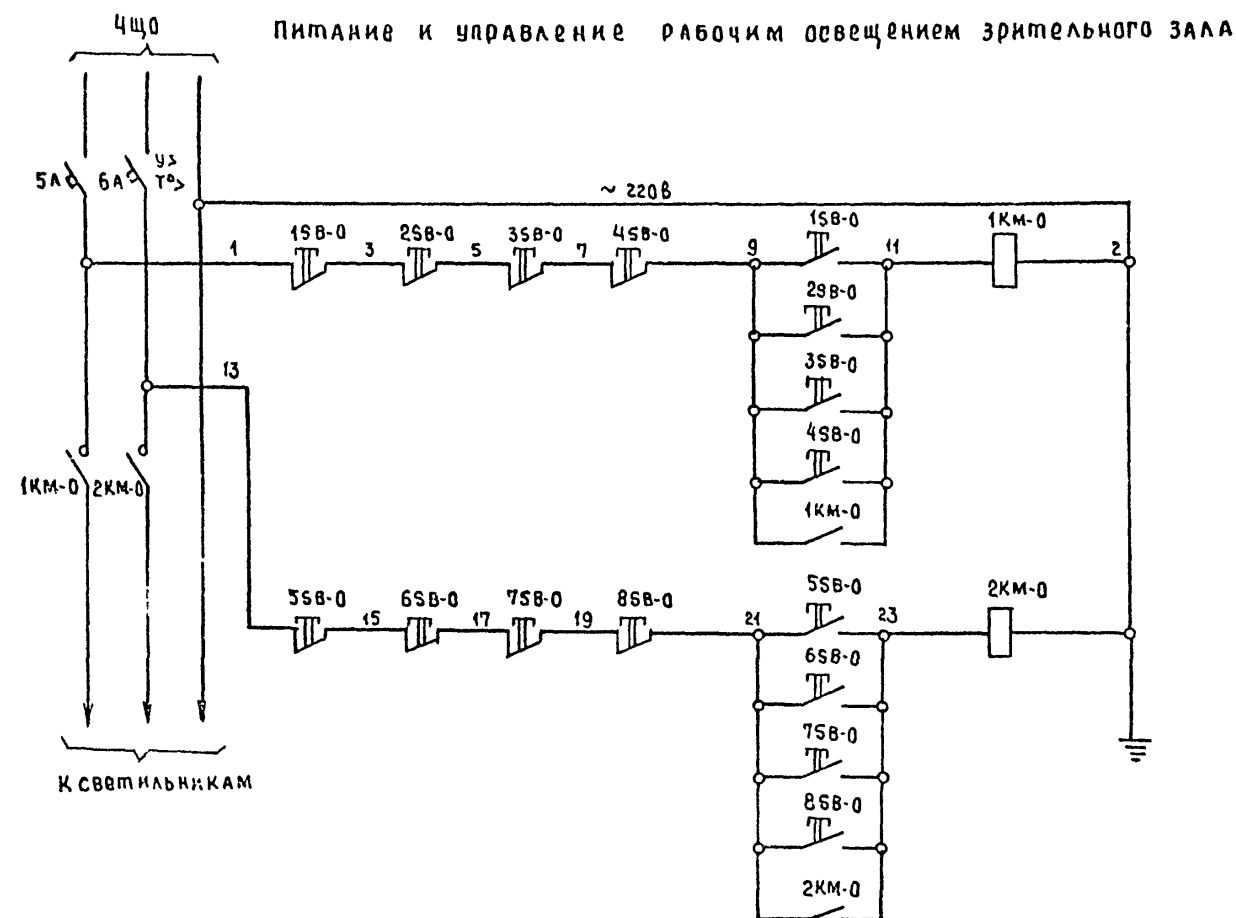 4ЩО
Питание и управление рабочим освещением зрительного зала
5А 6А УЗ
~ 220В
1SB-0 1КМ-0
1 1SB-0 3 2SB-0 5 3SB-0 7 4SB-0 9 11 2
2SB-0
13
3SB-0
4SB-0
1КМ-0 2КМ-0
1КМ-0
5SB-0 15 6SB-0 17 7SB-0 19 8SB-0 21 5SB-0 23 2КМ-0
6SB-0
7SB-0
К светильникам
8SB-0
2КМ-0